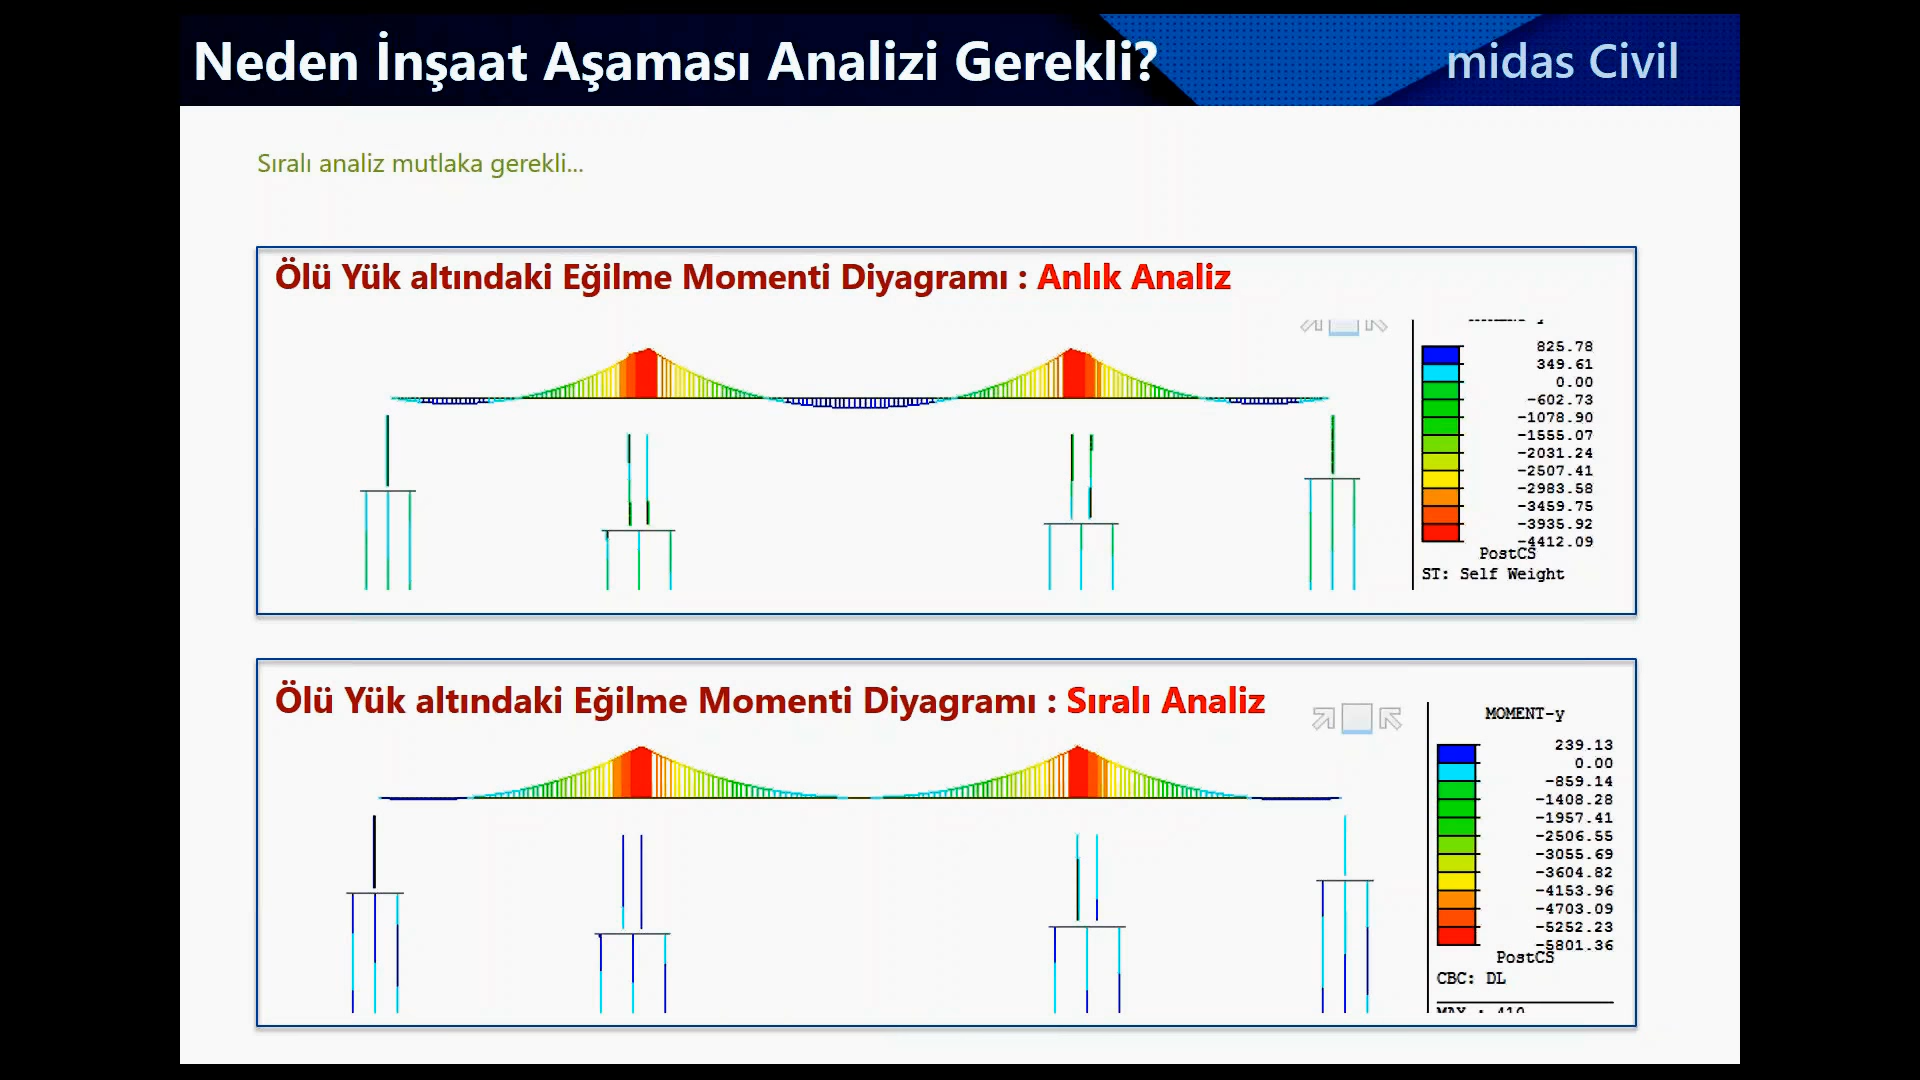 Neden İnşaat Aşaması Analizi Gerekli?
midas Civil
Sıralı analiz mutlaka gerekli...
Ölü Yük altındaki Eğilme Momenti Diyagramı : Anlık Analiz
825.78
349.61
0.00
-602.73
-1078.90
-1555.07
-2031.24
-2507.41
-2983.58
-3459.75
-3935.92
-4412.09
PostCS
ST: Self Weight
Ölü Yük altındaki Eğilme Momenti Diyagramı : Sıralı Analiz
MOMENT-y
239.13
0.00
-859.14
-1408.28
-1957.41
-2506.55
-3055.69
-3604.82
-4153.96
-4703.09
-5252.23
-5801.36
PostCS
CBC: DL